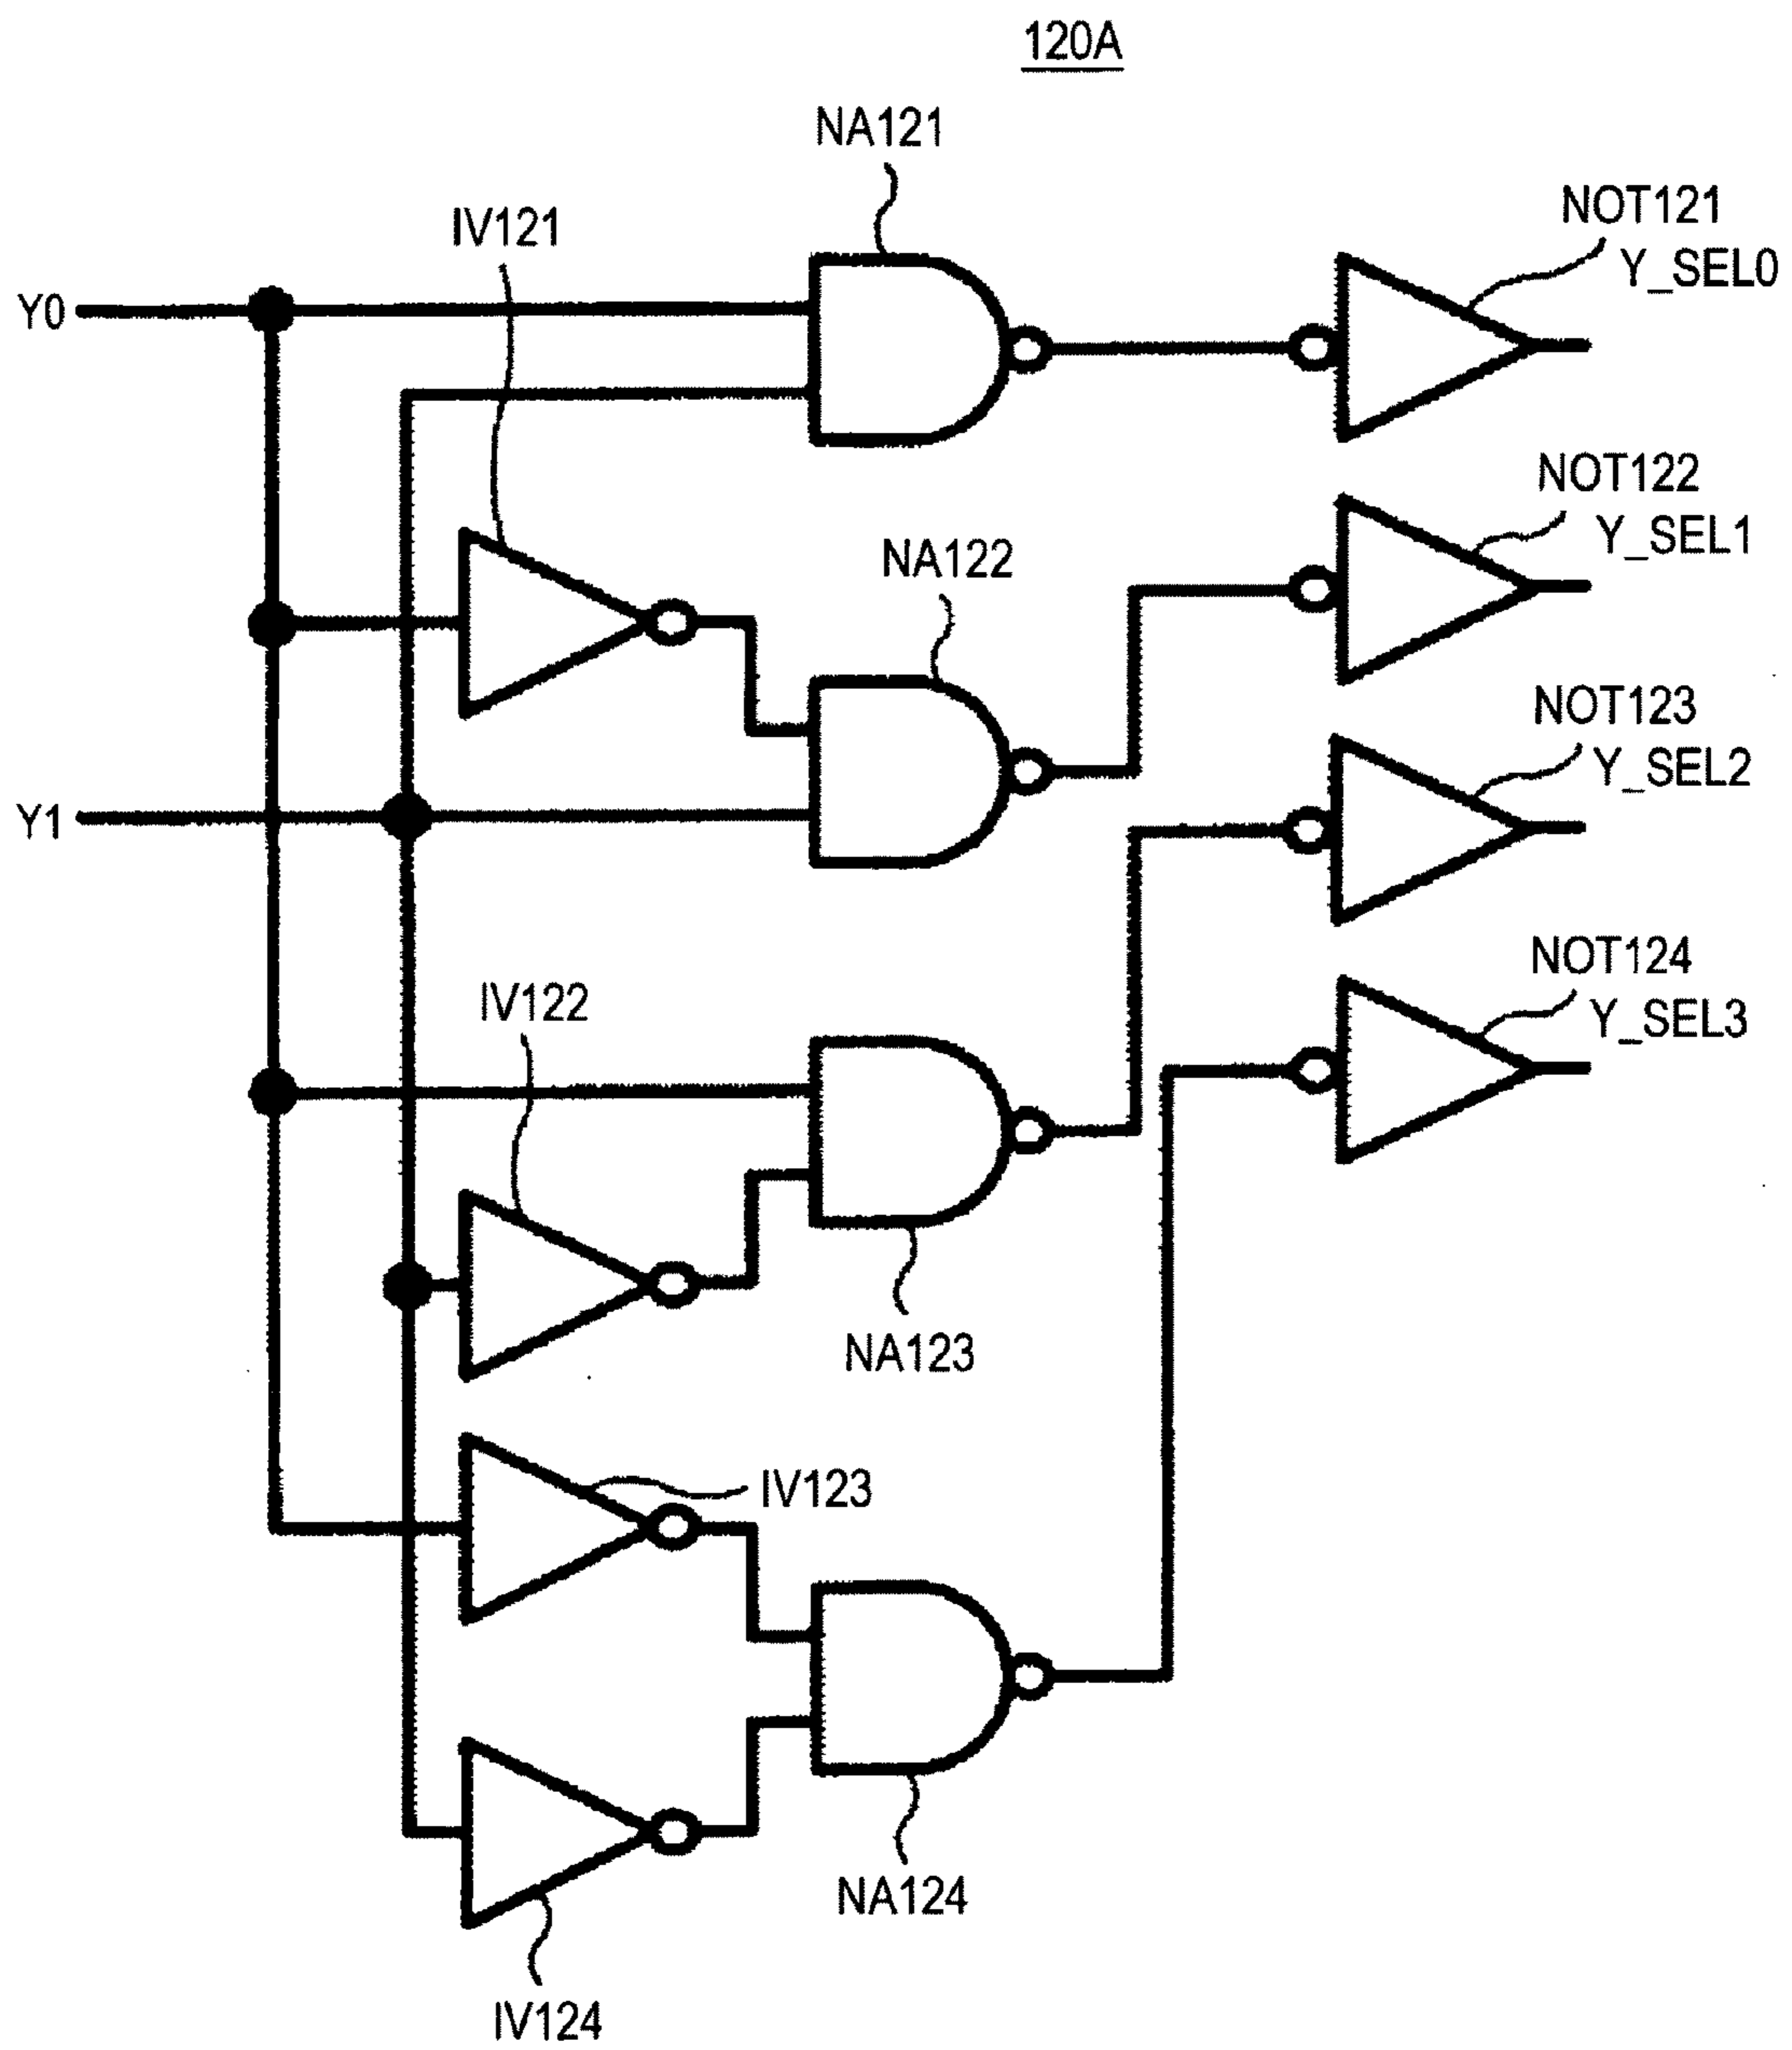 120A
NA121
NOT121
IV121
Y_SEL0
Y0
NOT122
Y_SEL1
NA122
NOT123
Y_SEL2
Y1
NOT124
IV122
Y_SEL3
NA123
IV123
NA124
IV124